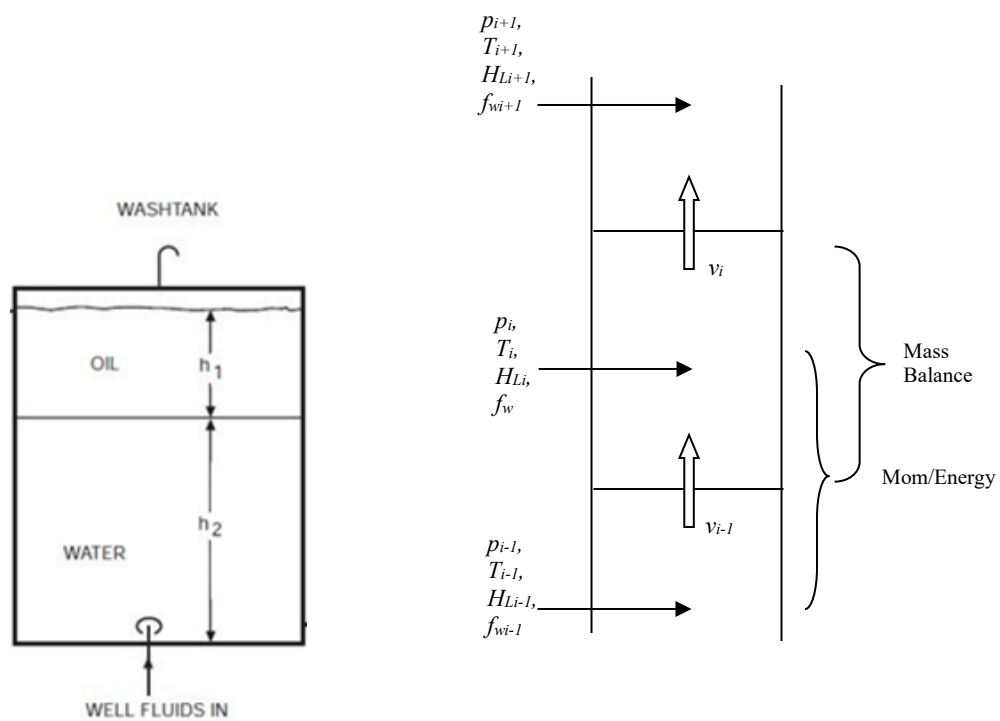 WASHTANK
OIL
h1
h2
WATER
WELL FLUIDS IN
pi+1,
Ti+1,
HLi+1,
fwi+1
vi
pi,
Ti,
HLi,
fw
Mass
Balance
Mom/Energy
vi-1
pi-1,
Ti-1,
HLi-1,
fwi-1